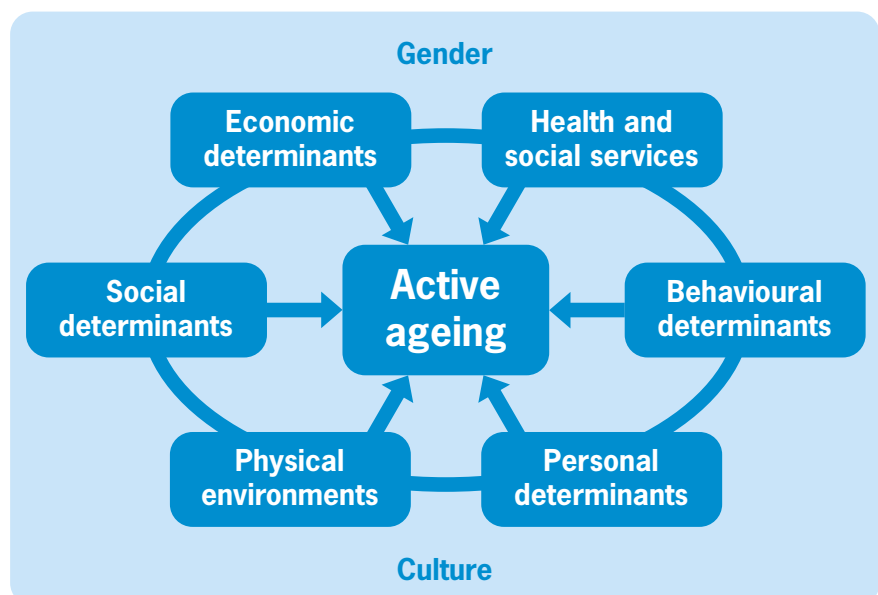 Gender
Economic
determinants
Health and
social services
Social
determinants
Active
ageing
Behavioural
determinants
Physical
environments
Personal
determinants
Culture